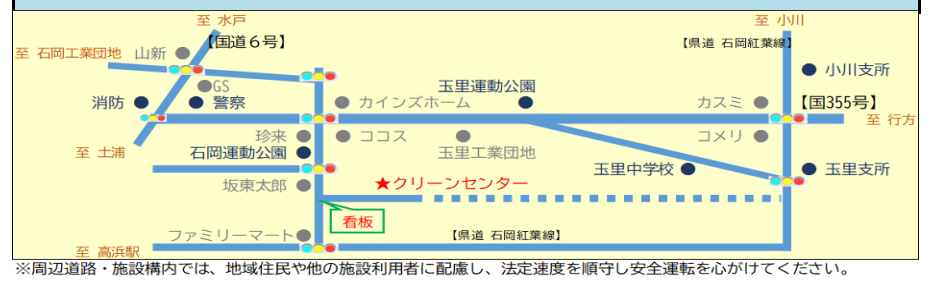 至 水戸
至 小川
【国道６号】
【県道 石岡紅葉線】
至 石岡工業団地
山新
小川支所
GS
玉里運動公園
消防
警察
カインズホーム
カスミ
【国355号】
至 行方
珍来
ココス
コメリ
至 土浦
石岡運動公園
玉里工業団地
玉里中学校
玉里支所
坂東太郎
★クリーンセンター
看板
ファミリーマート
【県道 石岡紅葉線】
至 高浜駅
※周辺道路・施設構内では、地域住民や他の施設利用者に配慮し、法定速度を順守し安全運転を心がけてください。